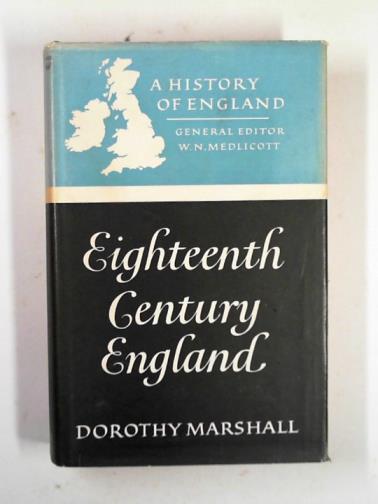 A HISTORY
OF ENGLAND
GENERAL EDITOR
W. N. MEDLICOTT
Eighteenth
Century
England
DOROTHY MARSHALL